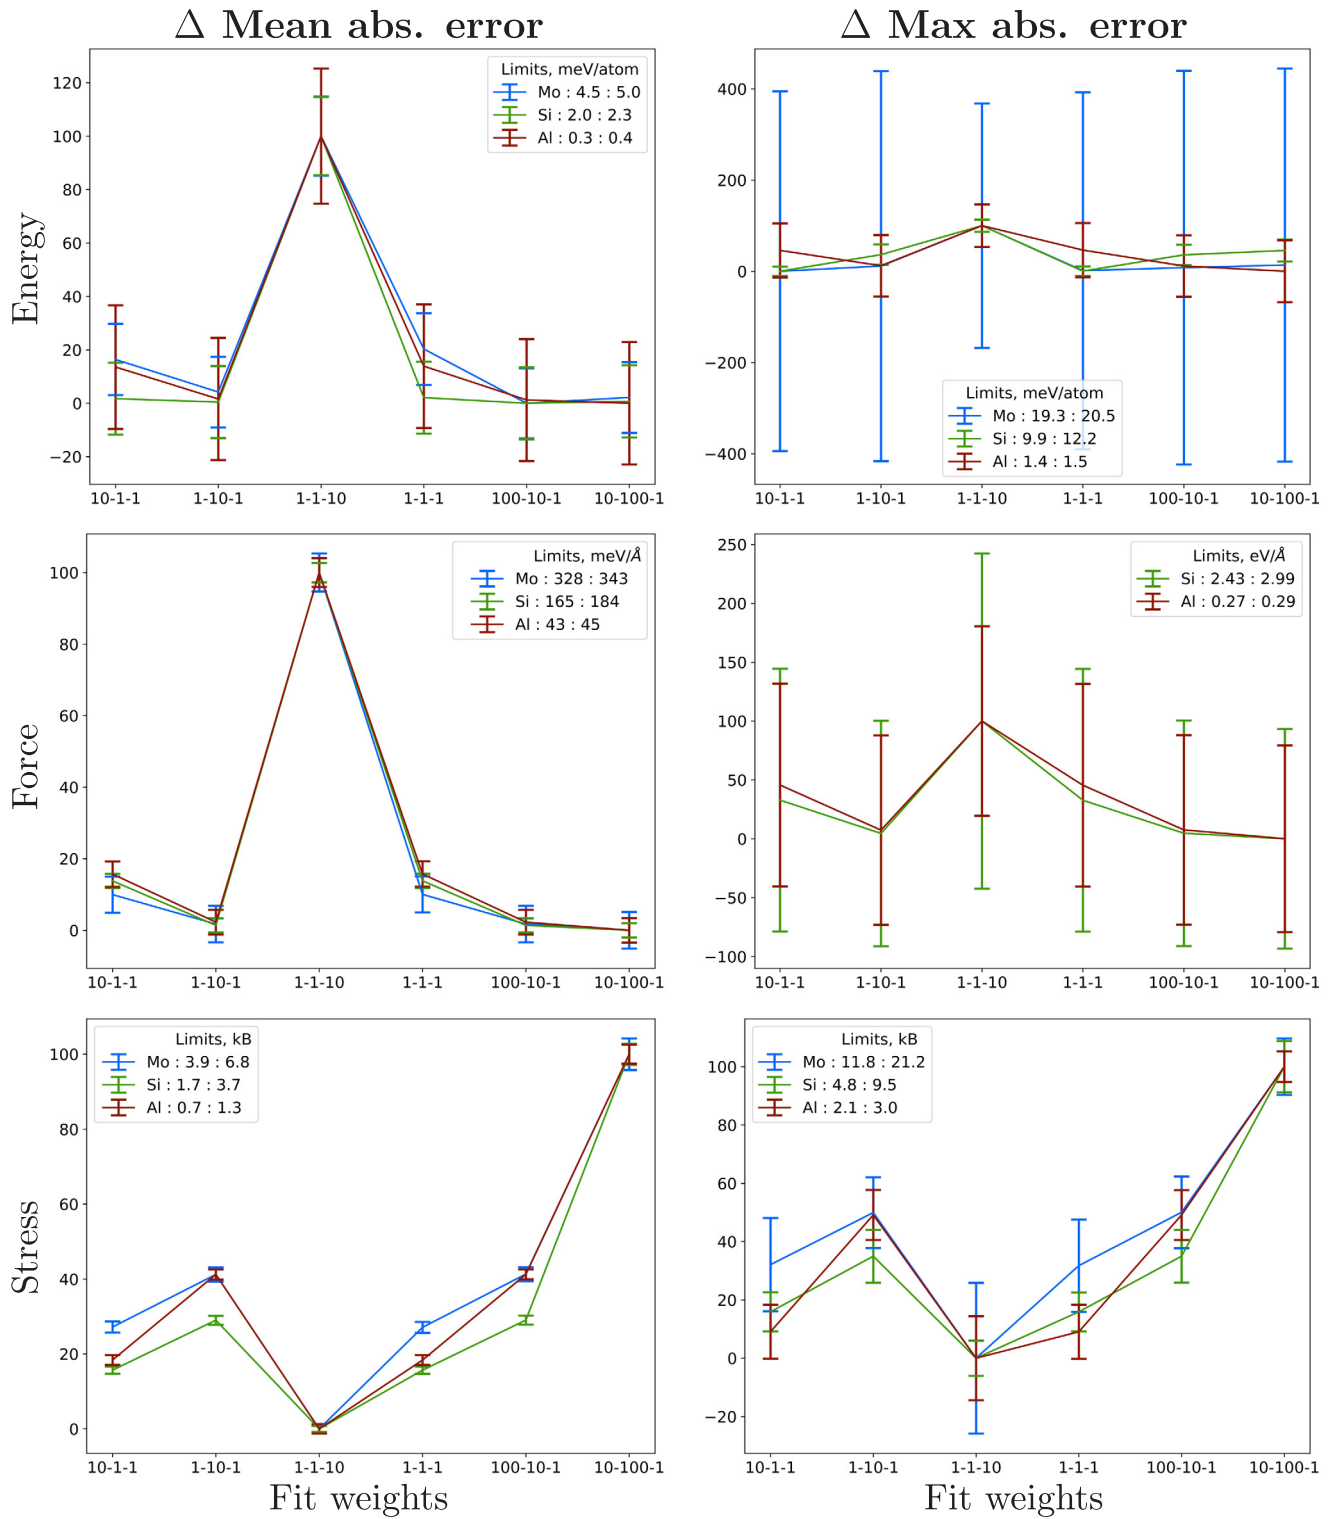 Δ Mean abs. error
Δ Max abs. error
Energy
120
100
80
60
40
20
0
−20
Limits, meV/atom
Mo : 4.5 : 5.0
Si : 2.0 : 2.3
Al : 0.3 : 0.4
10-1-1 1-10-1 1-1-10 1-1-1 100-10-1 10-100-1
400
200
0
−200
−400
Limits, meV/atom
Mo : 19.3 : 20.5
Si : 9.9 : 12.2
Al : 1.4 : 1.5
10-1-1 1-10-1 1-1-10 1-1-1 100-10-1 10-100-1
Force
100
80
60
40
20
0
Limits, meV/Å
Mo : 328 : 343
Si : 165 : 184
Al : 43 : 45
10-1-1 1-10-1 1-1-10 1-1-1 100-10-1 10-100-1
250
200
150
100
50
0
−50
−100
Limits, eV/Å
Si : 2.43 : 2.99
Al : 0.27 : 0.29
10-1-1 1-10-1 1-1-10 1-1-1 100-10-1 10-100-1
Stress
100
80
60
40
20
0
Limits, kB
Mo : 3.9 : 6.8
Si : 1.7 : 3.7
Al : 0.7 : 1.3
10-1-1 1-10-1 1-1-10 1-1-1 100-10-1 10-100-1
Fit weights
100
80
60
40
20
0
−20
Limits, kB
Mo : 11.8 : 21.2
Si : 4.8 : 9.5
Al : 2.1 : 3.0
10-1-1 1-10-1 1-1-10 1-1-1 100-10-1 10-100-1
Fit weights